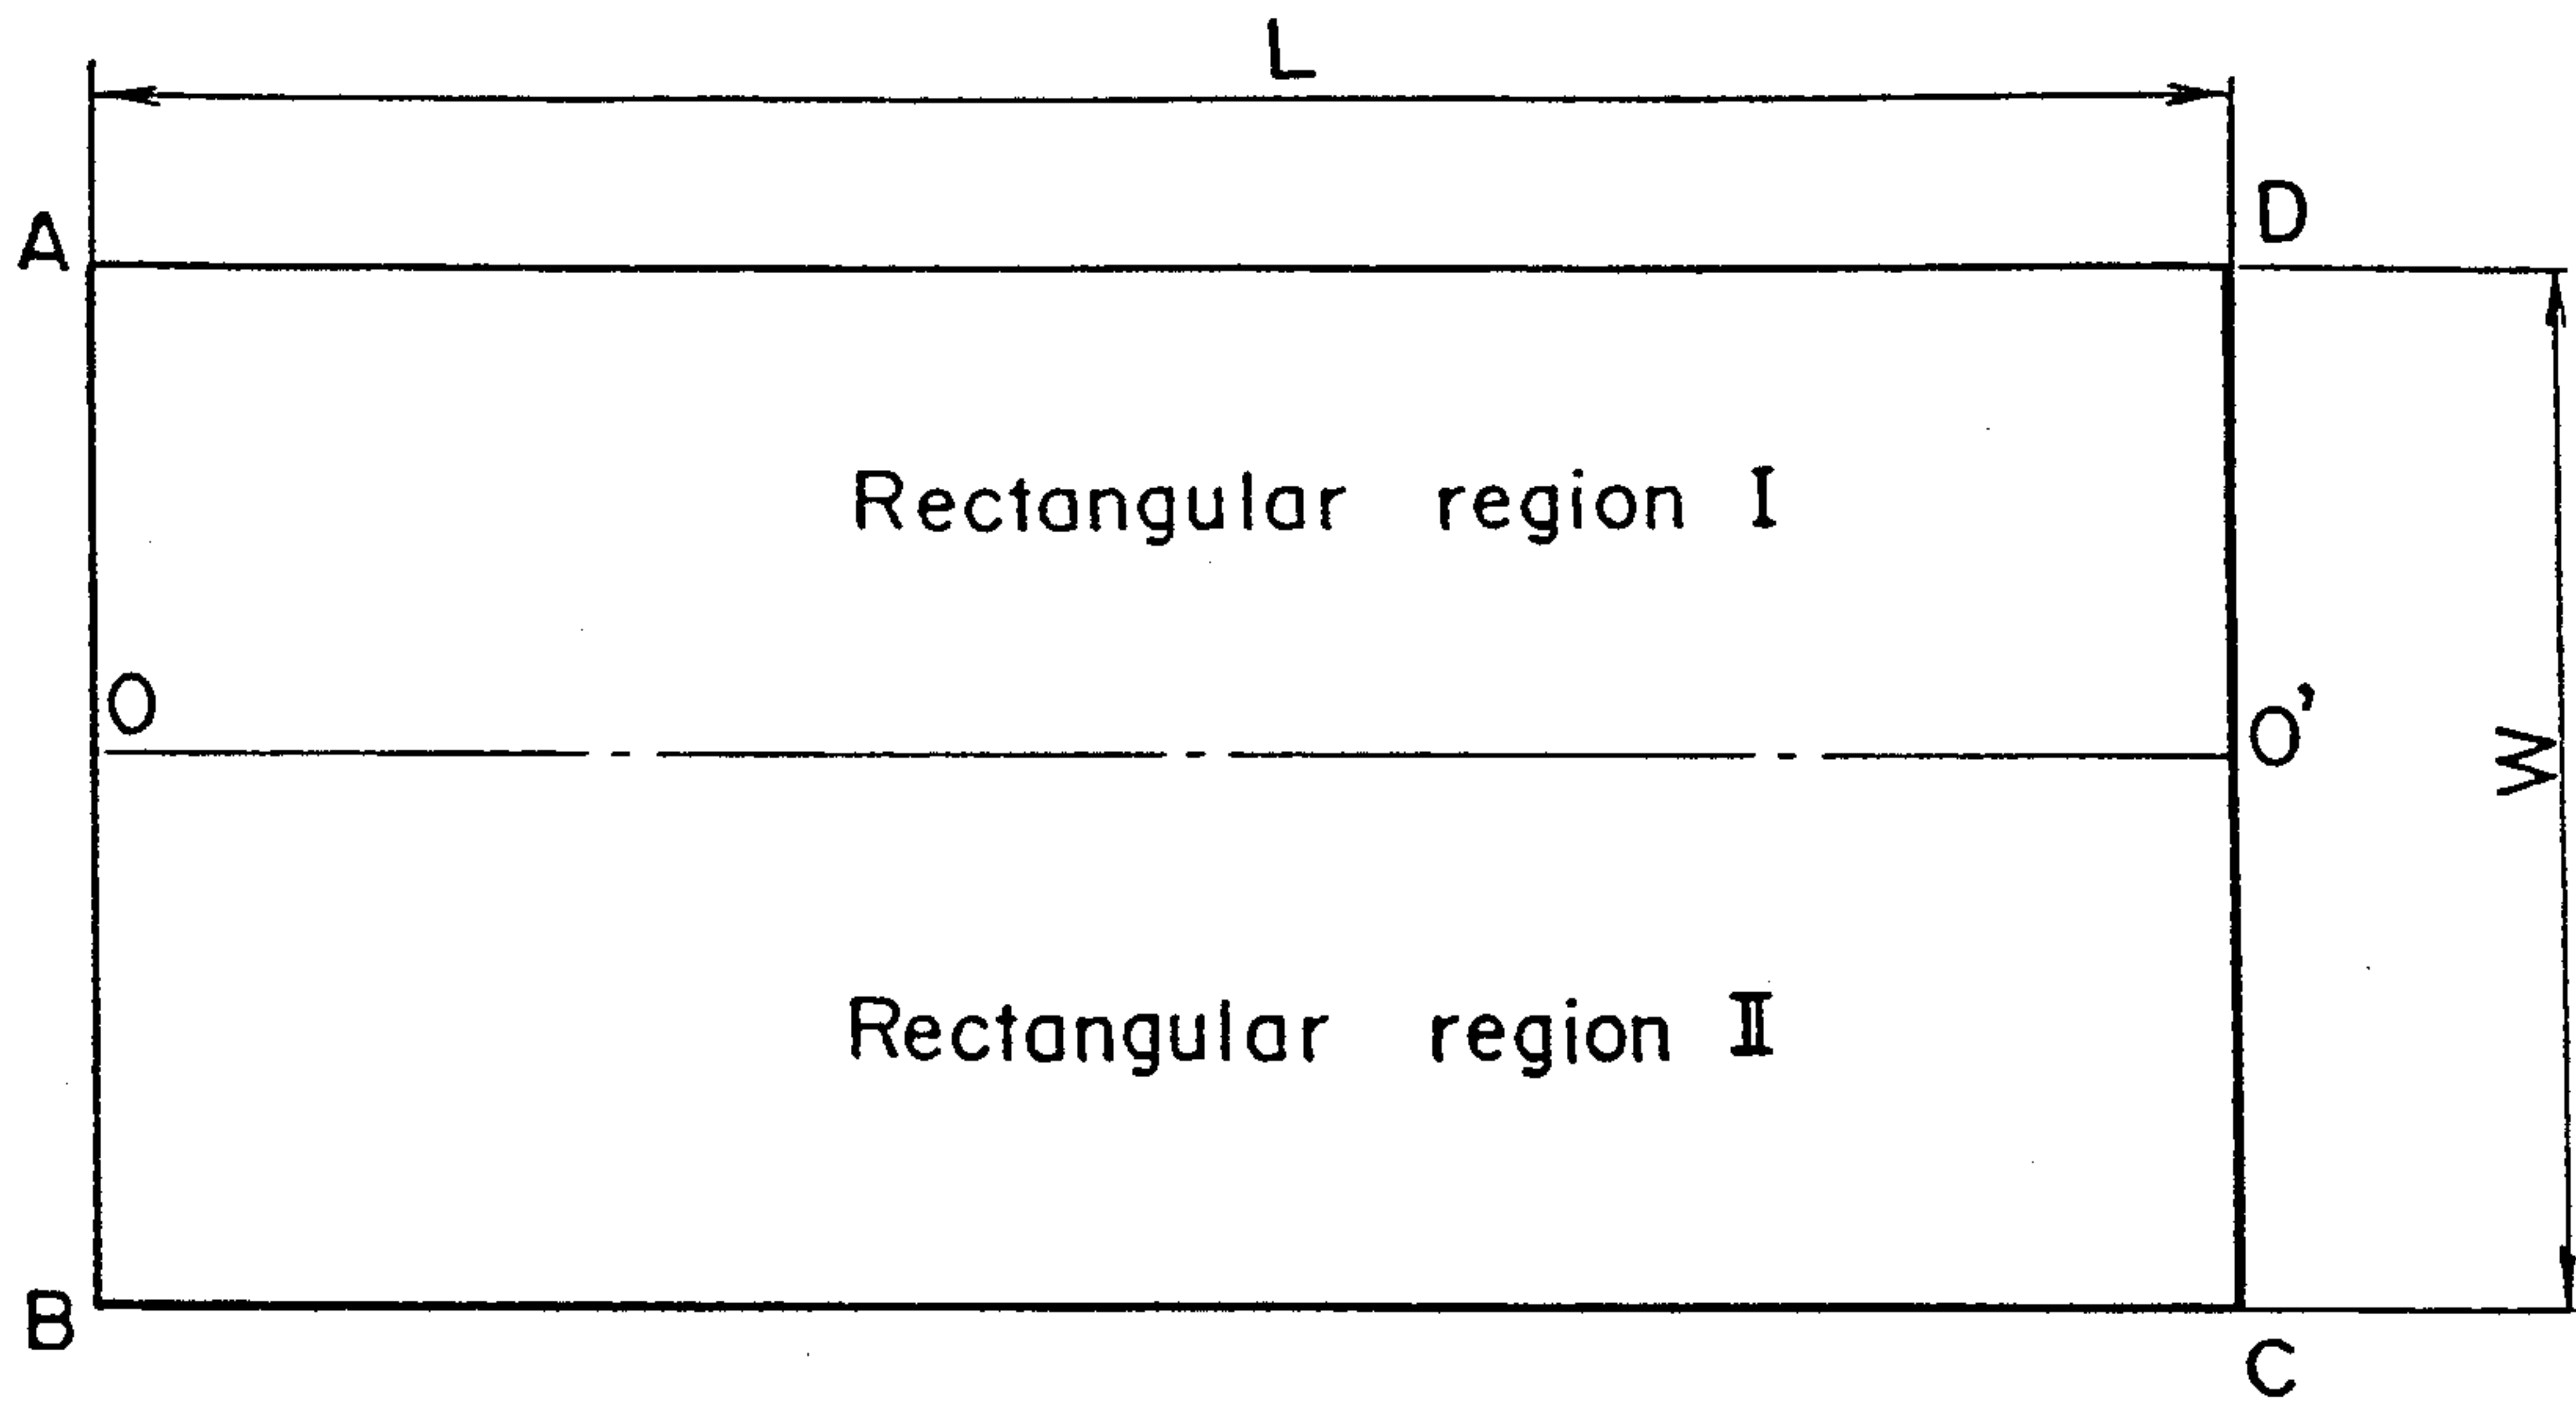 L
A
D
Rectangular region I
O
O'
W
Rectangular region II
B
C